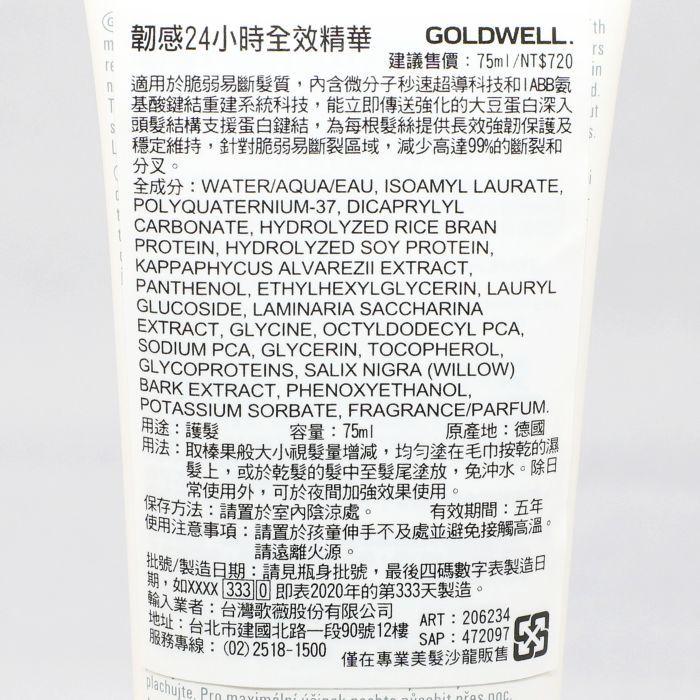 韌感24小時全效精華 GOLDWELL.
建議售價：75ml/NT$720
適用於脆弱易斷髮質，內含微分子秒速超導科技和IABB氨
基酸鍵結重建系統科技，能立即傳送強化的大豆蛋白深入
頭髮結構支援蛋白鍵結，為每根髮絲提供長效強韌保護及
穩定維持，針對脆弱易斷裂區域，減少高達99%的斷裂和
分叉。
全成分：WATER/AQUA/EAU, ISOAMYL LAURATE,
POLYQUATERNIUM-37, DICAPRYLYL
CARBONATE, HYDROLYZED RICE BRAN
PROTEIN, HYDROLYZED SOY PROTEIN,
KAPPAPHYCUS ALVAREZII EXTRACT,
PANTHENOL, ETHYLHEXYLGLYCERIN, LAURYL
GLUCOSIDE, LAMINARIA SACCHARINA
EXTRACT, GLYCINE, OCTYLDODECYL PCA,
SODIUM PCA, GLYCERIN, TOCOPHEROL,
GLYCOPROTEINS, SALIX NIGRA (WILLOW)
BARK EXTRACT, PHENOXYETHANOL,
POTASSIUM SORBATE, FRAGRANCE/PARFUM.
用途：護髮 容量：75ml 原產地：德國
用法：取榛果般大小視髮量增減，均勻塗在毛巾按乾的濕
髮上，或於乾髮的髮中至髮尾塗放，免沖水。除日
常使用外，可於夜間加強效果使用。
保存方法：請置於室內陰涼處。 有效期間：五年
使用注意事項：請置於孩童伸手不及處並避免接觸高溫。
請遠離火源。
批號/製造日期：請見瓶身批號，最後四碼數字表製造日
期，如XXXX 333 0 即表2020年的第333天製造。
輸入業者：台灣歌薇股份有限公司
地址：台北市建國北路一段90號12樓 ART：206234
服務專線：(02)2518-1500 SAP：472097
僅在專業美髮沙龍販售
plachujte. Pro maximální účinek nechte působit přes noc.